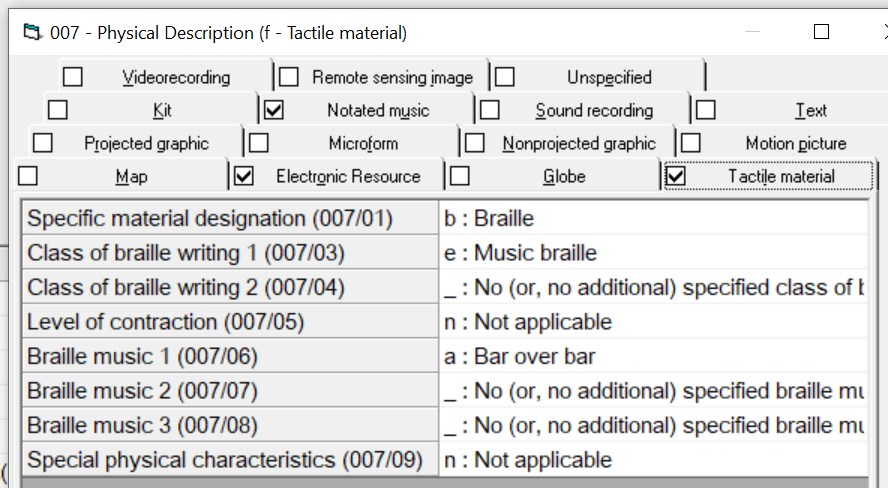 007 - Physical Description (f - Tactile material)
Videorecording Remote sensing image Unspecified
Kit Notated music Sound recording Text
Projected graphic Microform Nonprojected graphic Motion picture
Map Electronic Resource Globe Tactile material
Specific material designation (007/01) b : Braille
Class of braille writing 1 (007/03) e : Music braille
Class of braille writing 2 (007/04) _ : No (or, no additional) specified class of
Level of contraction (007/05) n : Not applicable
Braille music 1 (007/06) a : Bar over bar
Braille music 2 (007/07) _ : No (or, no additional) specified braille mu
Braille music 3 (007/08) _ : No (or, no additional) specified braille mu
Special physical characteristics (007/09) n : Not applicable